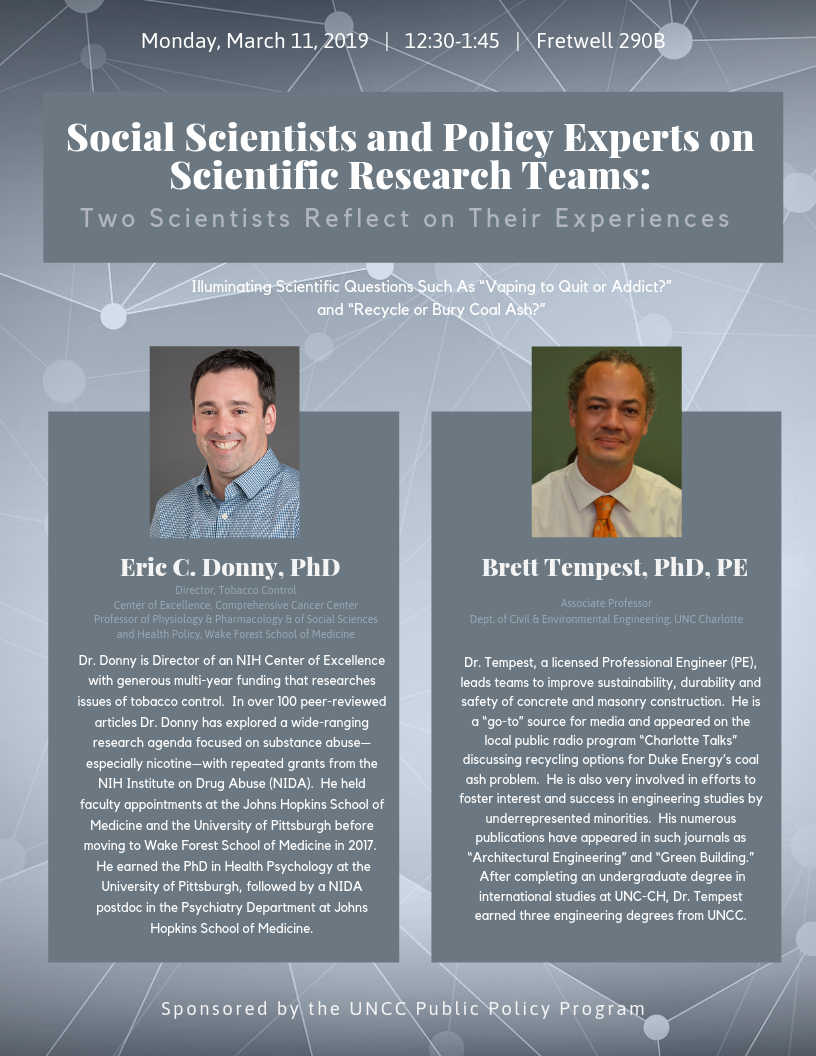 Monday, March 11, 2019 | 12:30-1:45 | Fretwell 290B
Social Scientists and Policy Experts on
Scientific Research Teams:
Two Scientists Reflect on Their Experiences
Illuminating Scientific Questions Such As “Vaping to Quit or Addict?”
and “Recycle or Bury Coal Ash?”
Eric C. Donny, PhD
Director, Tobacco Control
Center of Excellence, Comprehensive Cancer Center
Professor of Physiology & Pharmacology & of Social Sciences
and Health Policy, Wake Forest School of Medicine
Dr. Donny is Director of an NIH Center of Excellence
with generous multi-year funding that researches
issues of tobacco control. In over 100 peer-reviewed
articles Dr. Donny has explored a wide-ranging
research agenda focused on substance abuse—
especially nicotine—with repeated grants from the
NIH Institute on Drug Abuse (NIDA). He held
faculty appointments at the Johns Hopkins School of
Medicine and the University of Pittsburgh before
moving to Wake Forest School of Medicine in 2017.
He earned the PhD in Health Psychology at the
University of Pittsburgh, followed by a NIDA
postdoc in the Psychiatry Department at Johns
Hopkins School of Medicine.
Brett Tempest, PhD, PE
Associate Professor
Dept. of Civil & Environmental Engineering, UNC Charlotte
Dr. Tempest, a licensed Professional Engineer (PE),
leads teams to improve sustainability, durability and
safety of concrete and masonry construction. He is
a “go-to” source for media and appeared on the
local public radio program “Charlotte Talks”
discussing recycling options for Duke Energy’s coal
ash problem. He is also very involved in efforts to
foster interest and success in engineering studies by
underrepresented minorities. His numerous
publications have appeared in such journals as
“Architectural Engineering” and “Green Building.”
After completing an undergraduate degree in
international studies at UNC-CH, Dr. Tempest
earned three engineering degrees from UNCC.
Sponsored by the UNCC Public Policy Program